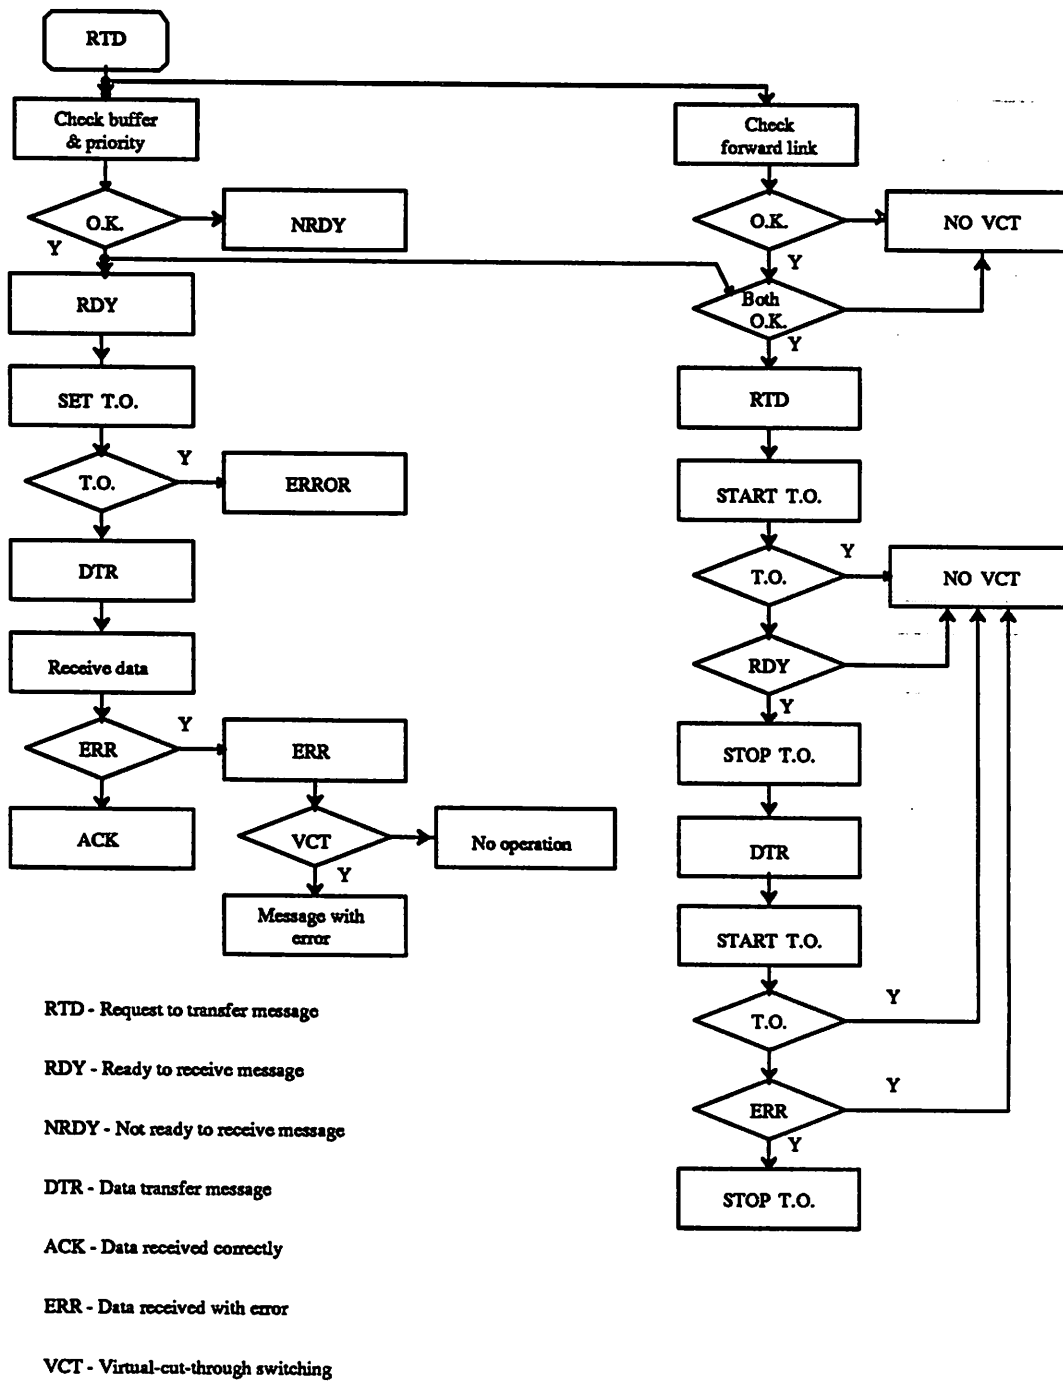 RTD
Check buffer
& priority
O.K.
NRDY
Y
RDY
SET T.O.
T.O.
Y
ERROR
DTR
Receive data
ERR
Y
ERR
ACK
VCT
No operation
Y
Message with
error
Check
forward link
O.K.
NO VCT
Y
Both
O.K.
Y
RTD
START T.O.
T.O.
Y
NO VCT
RDY
Y
STOP T.O.
DTR
START T.O.
T.O.
Y
ERR
Y
Y
STOP T.O.
RTD - Request to transfer message
RDY - Ready to receive message
NRDY - Not ready to receive message
DTR - Data transfer message
ACK - Data received correctly
ERR - Data received with error
VCT - Virtual-cut-through switching